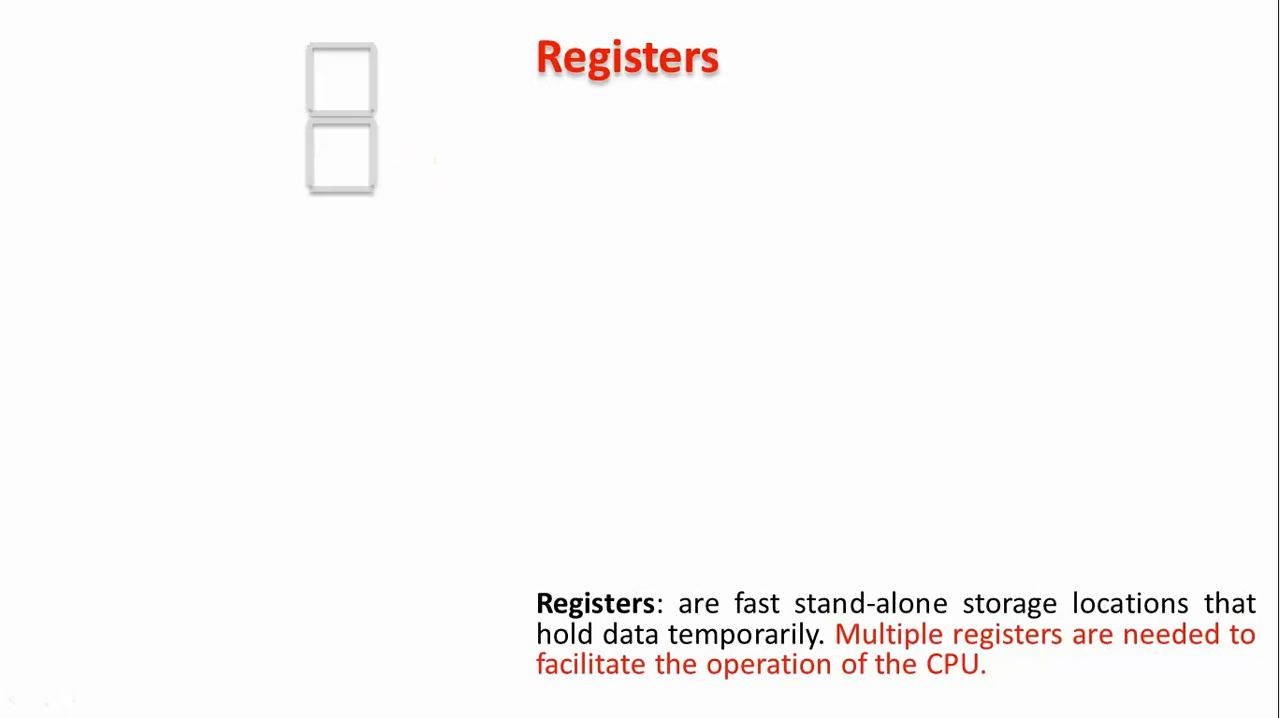 Registers
Registers: are fast stand-alone storage locations that
hold data temporarily. Multiple registers are needed to
facilitate the operation of the CPU.